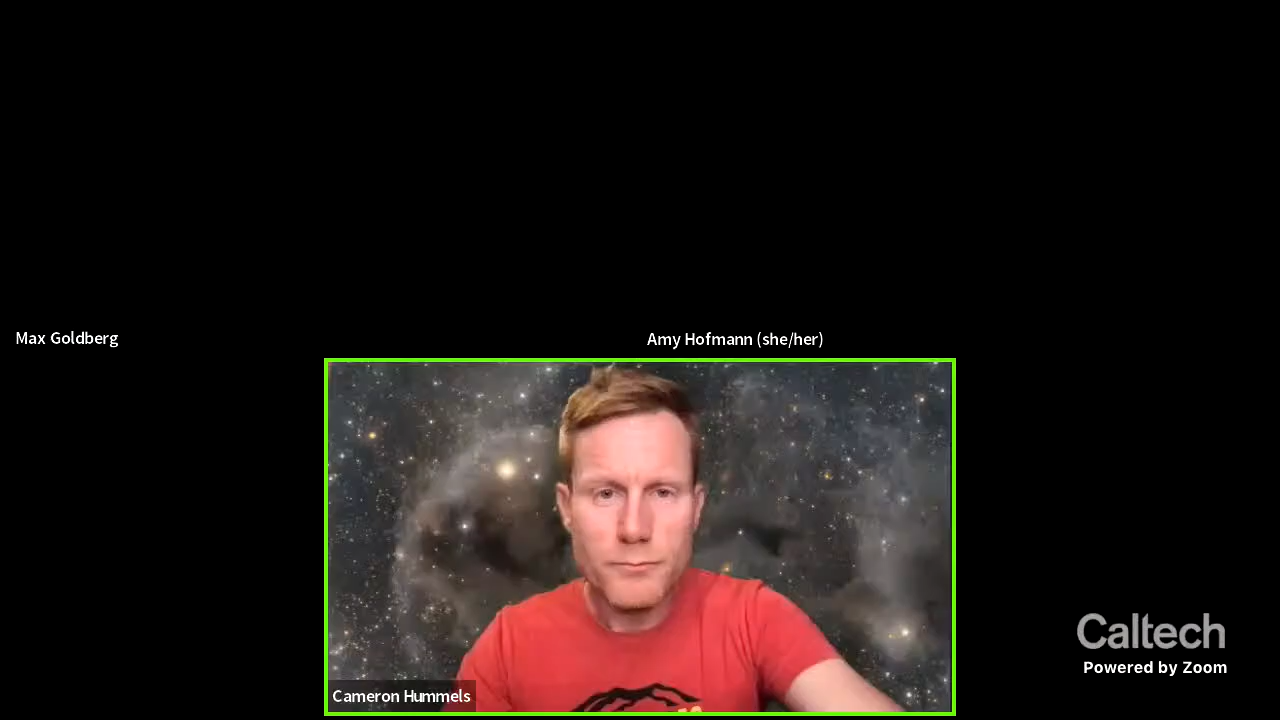 Max Goldberg
Amy Hofmann (she/her)
Caltech
Powered by Zoom
Cameron Hummels